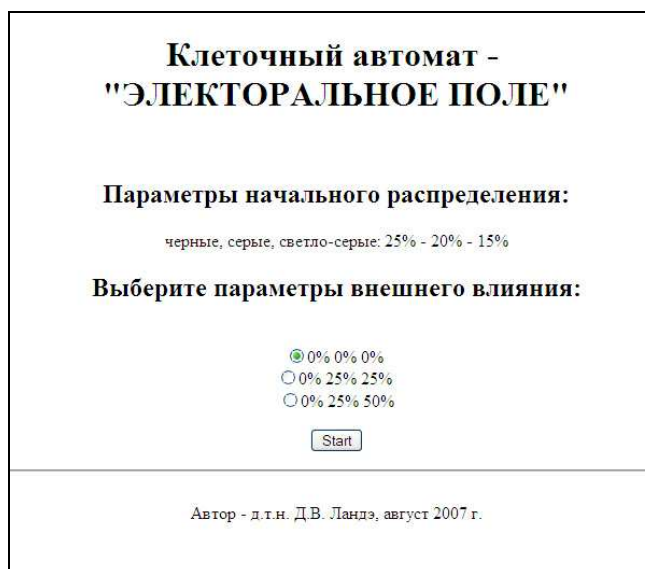 Клеточный автомат -
"ЭЛЕКТОРАЛЬНОЕ ПОЛЕ"
Параметры начального распределения:
черные, серые, светло-серые: 25% - 20% - 15%
Выберите параметры внешнего влияния:
0% 0% 0%
0% 25% 25%
0% 25% 50%
Start
Автор - д.т.н. Д.В. Ландэ, август 2007 г.